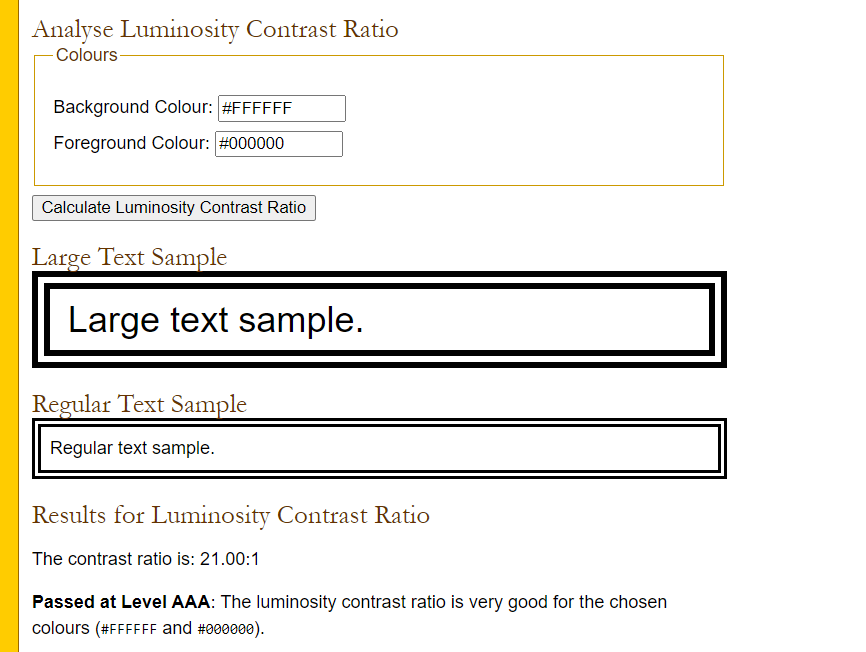 Analyse Luminosity Contrast Ratio
Colours
Background Colour: #FFFFFF
Foreground Colour: #000000
Calculate Luminosity Contrast Ratio
Large Text Sample
Large text sample.
Regular Text Sample
Regular text sample.
Results for Luminosity Contrast Ratio
The contrast ratio is: 21.00:1
Passed at Level AAA: The luminosity contrast ratio is very good for the chosen
colours (#FFFFFF and #000000).